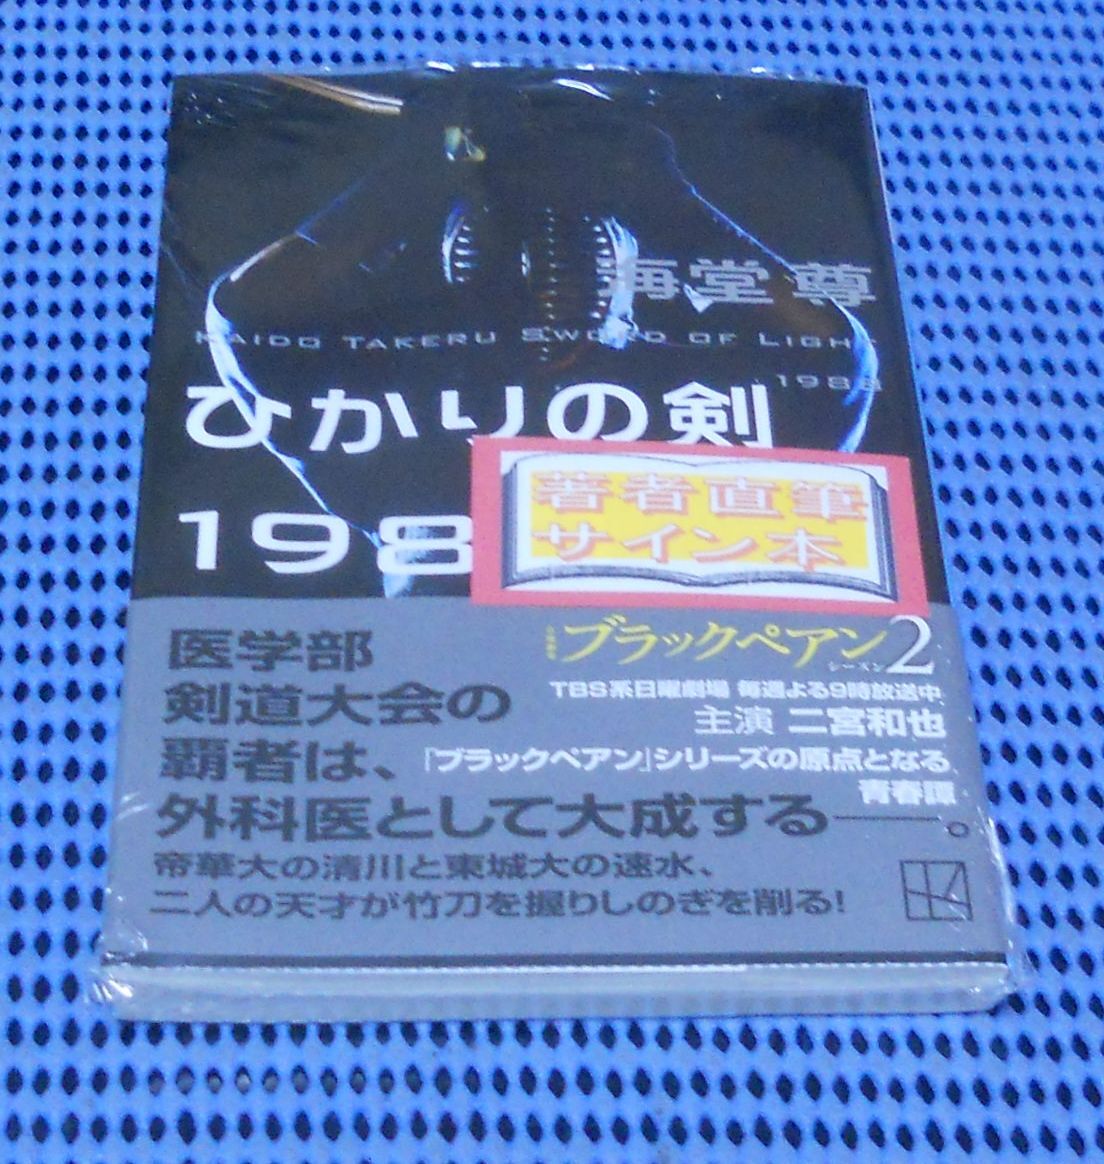 海堂 尊
KAIDO TAKERU SWORD OF LIGHT
1988
ひかりの剣
198
著者直筆
サイン本
ブラックペアン
シーズン2
TBS系日曜劇場 毎週よる9時放送中
主演 二宮和也
『ブラックペアン』シリーズの原点となる
青春譚
医学部
剣道大会の
覇者は、
外科医として大成する――。
帝華大の清川と東城大の速水、
二人の天才が竹刀を握りしのぎを削る!